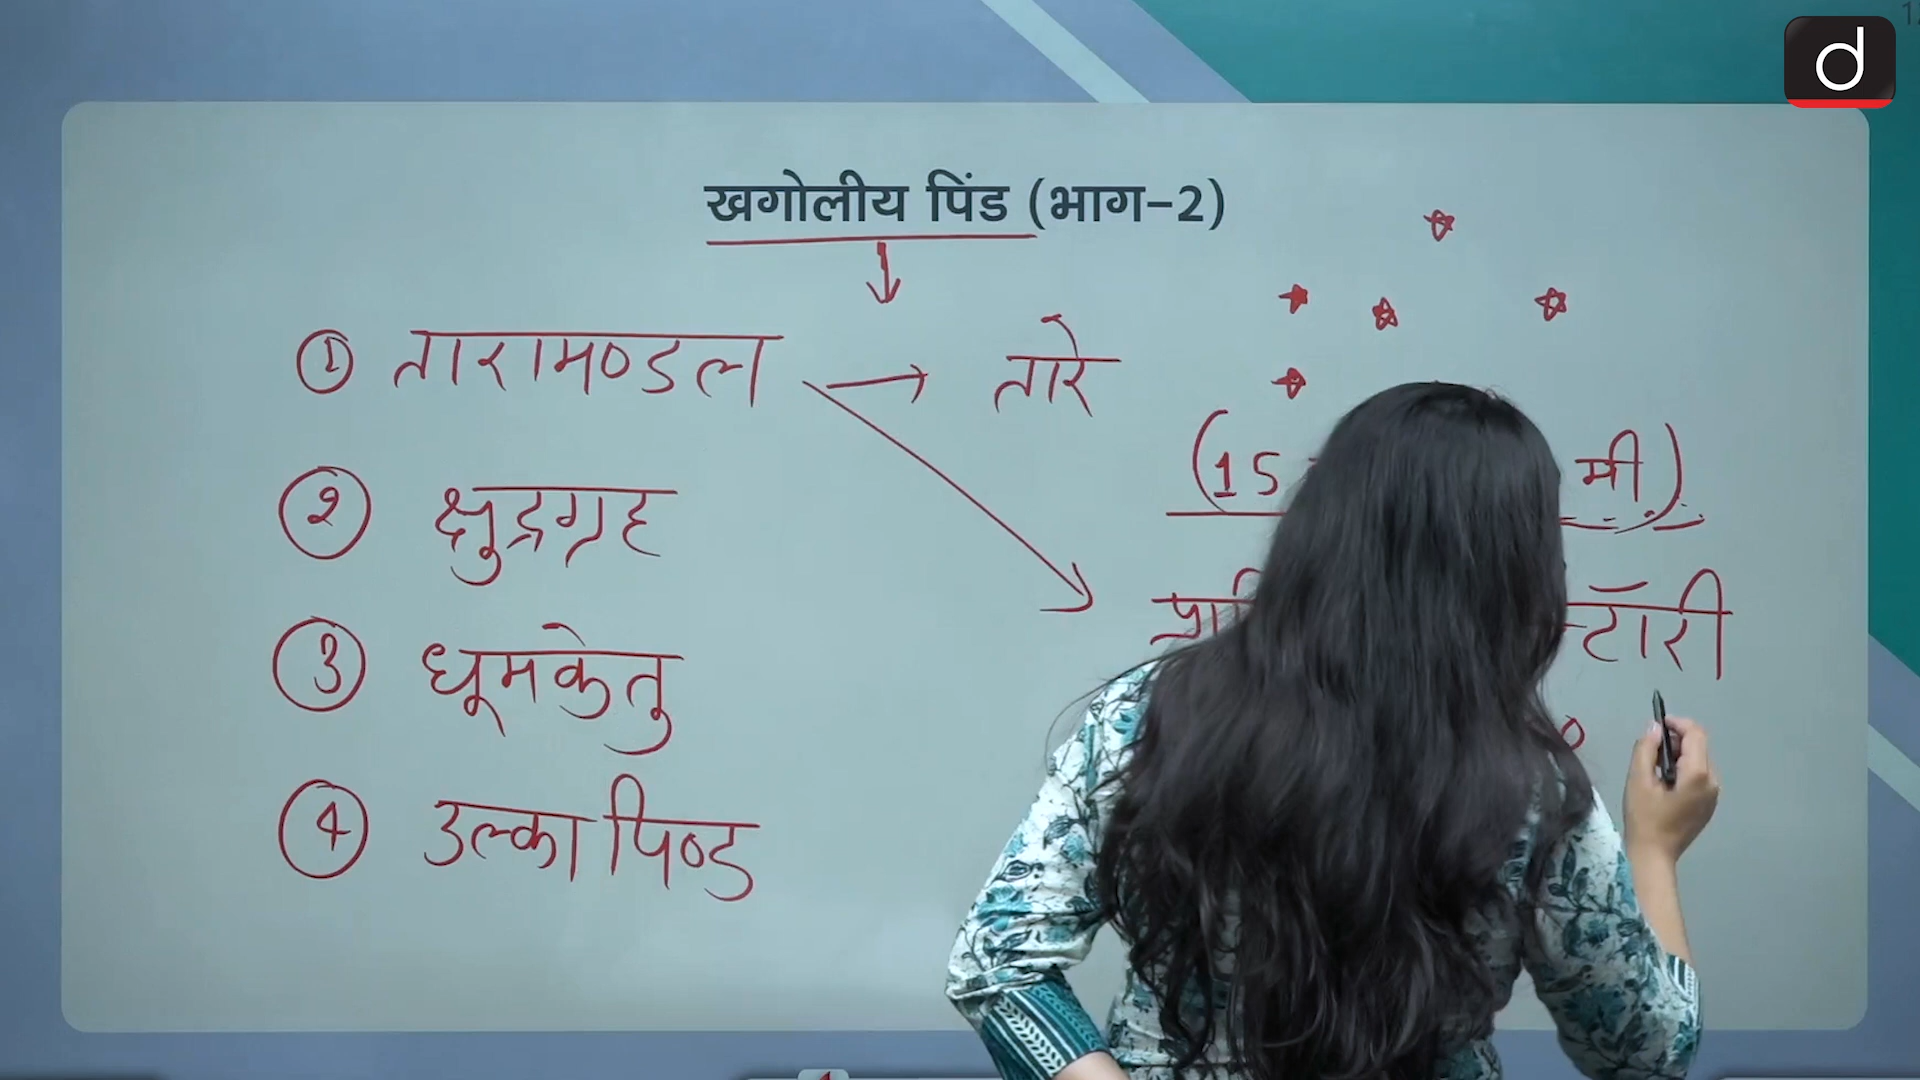 d
खगोलीय पिंड (भाग-2)
① तारामण्डल → तारे
(15 मी)
② क्षुद्रग्रह
③ धूमकेतु
④ उल्का पिण्ड